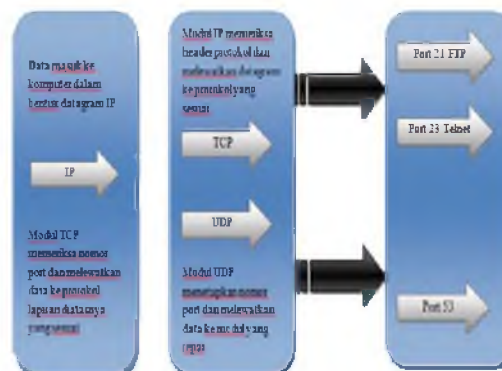 Data masuk ke
komputer dalam
bentuk datagram IP
IP
Modul TCP
memeriksa nomor
port dan melewatkan
data ke protokol
lapisan diatasnya
yang sesuai
Modul IP memeriksa
header protokol dan
melewatkan datagram
ke protokol yang
sesuai
TCP
UDP
Modul UDP
menetapkan nomor
port dan melewatkan
data ke modul yang
tepat
Port 21 FTP
Port 23 Telnet
Port 53